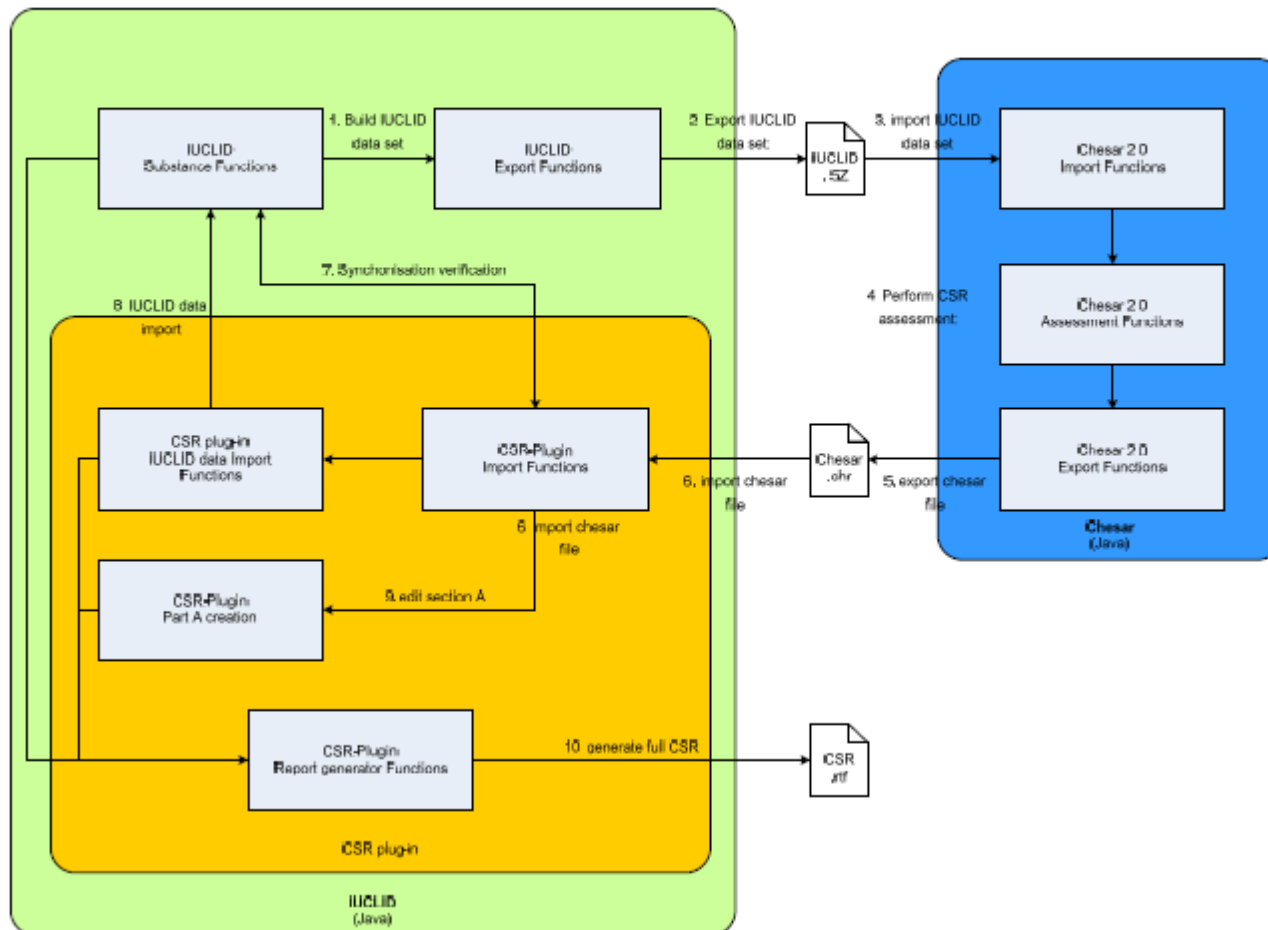 1. Build IUCLID
data set
2 Export IUCLID
data set
3. import IUCLID
data set
IUCLID
Substance Functions
IUCLID
Export Functions
IUCLID
.i5Z
Chesar 2.0
Import Functions
7. Synchonisation verification
8 IUCLID data
import
4 Perform CSR
assessment
Chesar 2.0
Assessment Functions
CSR plug-in
IUCLID data Import
Functions
CSR-Plugin
Import Functions
6. import chesar
file
Chesar
.chr
5. export chesar
file
Chesar 2.0
Export Functions
Chesar
(Java)
6 import chesar
file
9. edit section A
CSR-Plugin
Part A creation
CSR-Plugin
Report generator Functions
10 generate full CSR
CSR
.rtf
CSR plug-in
IUCLID
(Java)